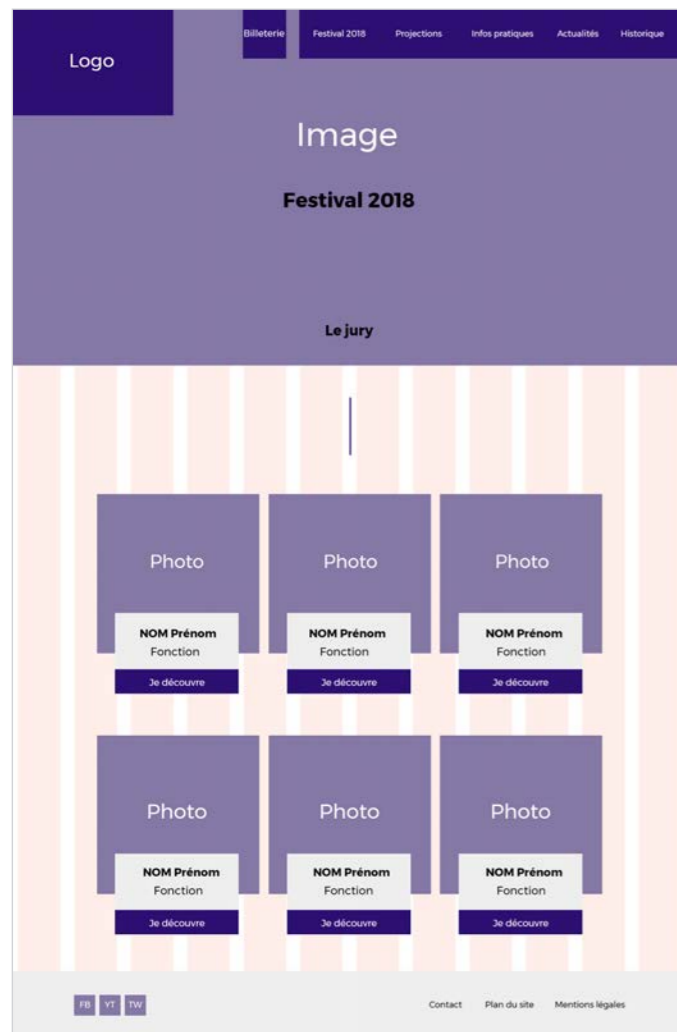 Logo
Billeterie Festival 2018 Projections Infos pratiques Actualités Historique
Image
Festival 2018
Le jury
Photo Photo Photo
NOM Prénom NOM Prénom NOM Prénom
Fonction Fonction Fonction
Je découvre Je découvre Je découvre
Photo Photo Photo
NOM Prénom NOM Prénom NOM Prénom
Fonction Fonction Fonction
Je découvre Je découvre Je découvre
FB YT TW Contact Plan du site Mentions légales